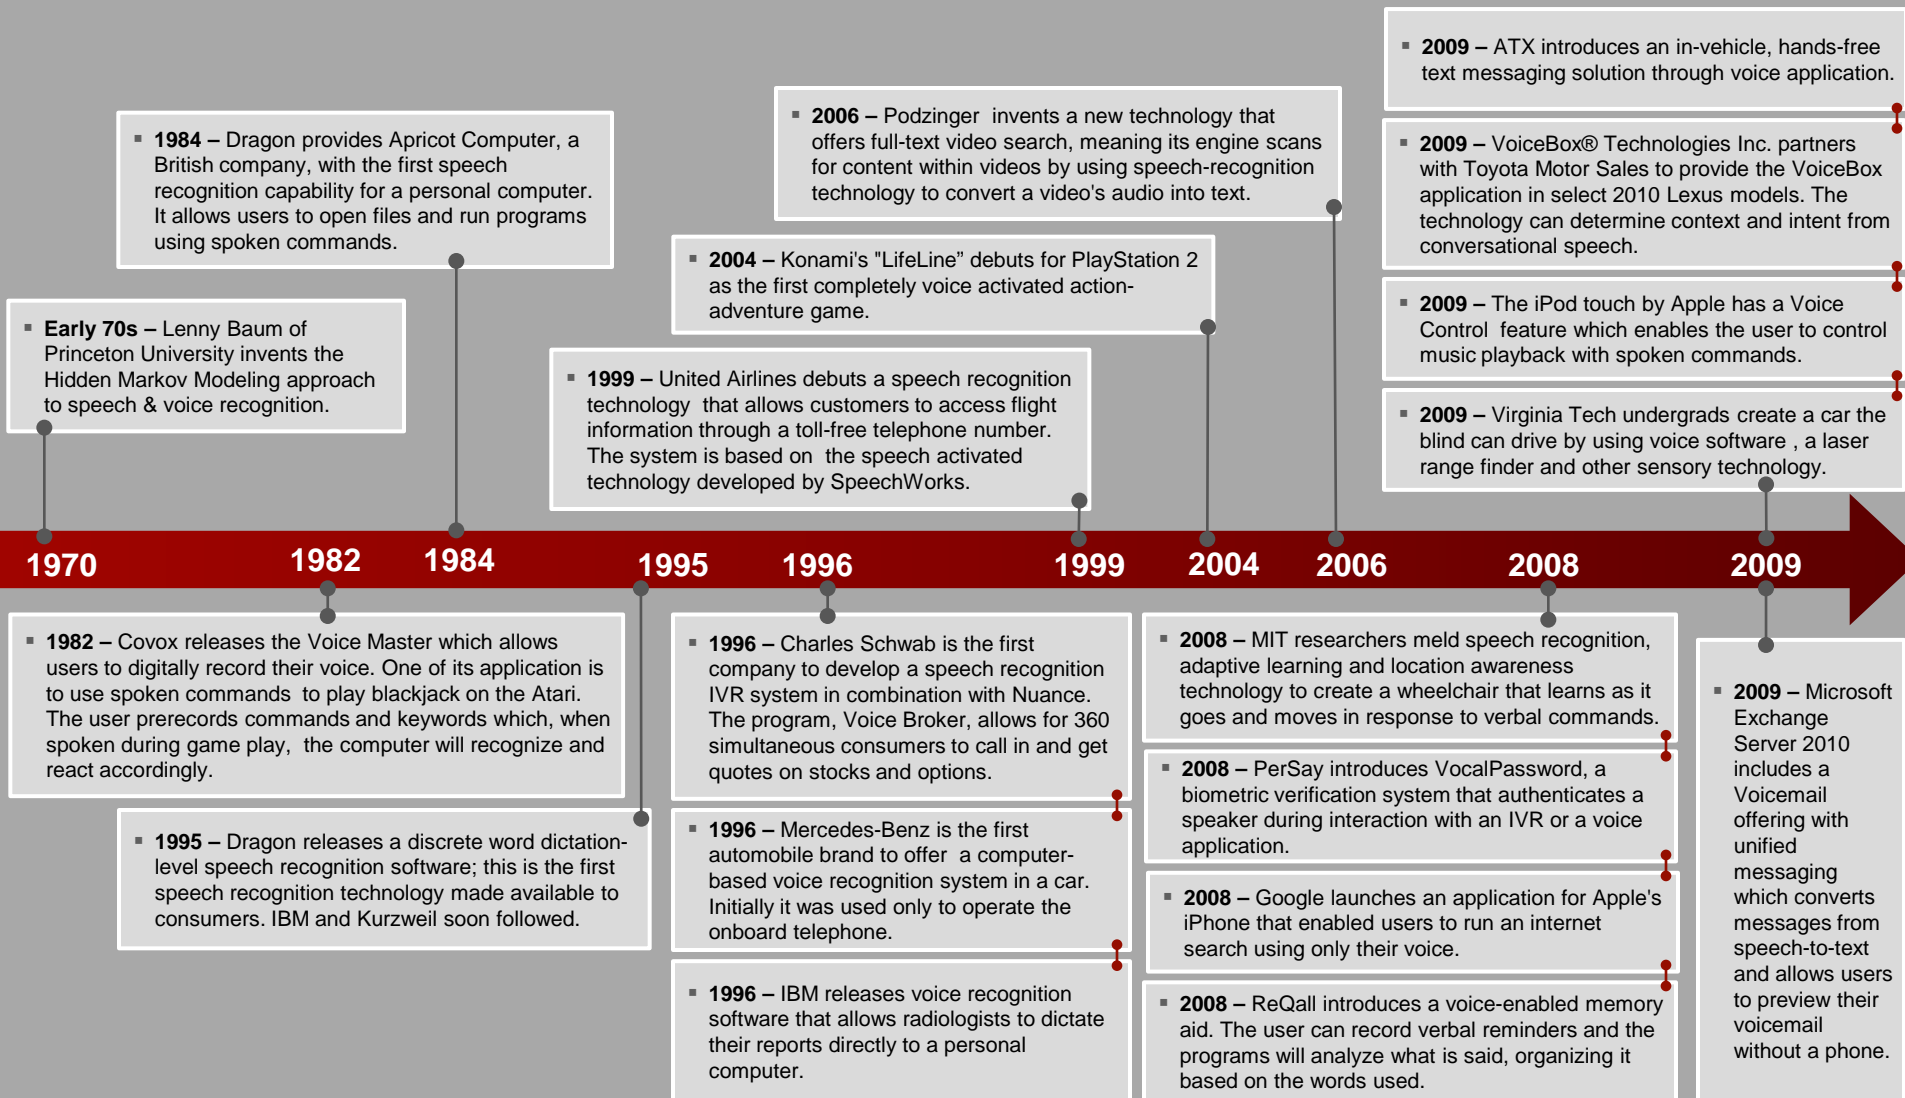 ▪ Early 70s – Lenny Baum of
Princeton University invents the
Hidden Markov Modeling approach
to speech & voice recognition.
▪ 1984 – Dragon provides Apricot Computer, a
British company, with the first speech
recognition capability for a personal computer.
It allows users to open files and run programs
using spoken commands.
▪ 1999 – United Airlines debuts a speech recognition
technology that allows customers to access flight
information through a toll-free telephone number.
The system is based on the speech activated
technology developed by SpeechWorks.
▪ 2004 – Konami's "LifeLine” debuts for PlayStation 2
as the first completely voice activated action-
adventure game.
▪ 2006 – Podzinger invents a new technology that
offers full-text video search, meaning its engine scans
for content within videos by using speech-recognition
technology to convert a video's audio into text.
▪ 2009 – ATX introduces an in-vehicle, hands-free
text messaging solution through voice application.
▪ 2009 – VoiceBox® Technologies Inc. partners
with Toyota Motor Sales to provide the VoiceBox
application in select 2010 Lexus models. The
technology can determine context and intent from
conversational speech.
▪ 2009 – The iPod touch by Apple has a Voice
Control feature which enables the user to control
music playback with spoken commands.
▪ 2009 – Virginia Tech undergrads create a car the
blind can drive by using voice software , a laser
range finder and other sensory technology.
1970 1982 1984 1995 1996 1999 2004 2006 2008 2009
▪ 1982 – Covox releases the Voice Master which allows
users to digitally record their voice. One of its application is
to use spoken commands to play blackjack on the Atari.
The user prerecords commands and keywords which, when
spoken during game play, the computer will recognize and
react accordingly.
▪ 1995 – Dragon releases a discrete word dictation-
level speech recognition software; this is the first
speech recognition technology made available to
consumers. IBM and Kurzweil soon followed.
▪ 1996 – Charles Schwab is the first
company to develop a speech recognition
IVR system in combination with Nuance.
The program, Voice Broker, allows for 360
simultaneous consumers to call in and get
quotes on stocks and options.
▪ 1996 – Mercedes-Benz is the first
automobile brand to offer a computer-
based voice recognition system in a car.
Initially it was used only to operate the
onboard telephone.
▪ 1996 – IBM releases voice recognition
software that allows radiologists to dictate
their reports directly to a personal
computer.
▪ 2008 – MIT researchers meld speech recognition,
adaptive learning and location awareness
technology to create a wheelchair that learns as it
goes and moves in response to verbal commands.
▪ 2008 – PerSay introduces VocalPassword, a
biometric verification system that authenticates a
speaker during interaction with an IVR or a voice
application.
▪ 2008 – Google launches an application for Apple's
iPhone that enabled users to run an internet
search using only their voice.
▪ 2008 – ReQall introduces a voice-enabled memory
aid. The user can record verbal reminders and the
programs will analyze what is said, organizing it
based on the words used.
▪ 2009 – Microsoft
Exchange
Server 2010
includes a
Voicemail
offering with
unified
messaging
which converts
messages from
speech-to-text
and allows users
to preview their
voicemail
without a phone.